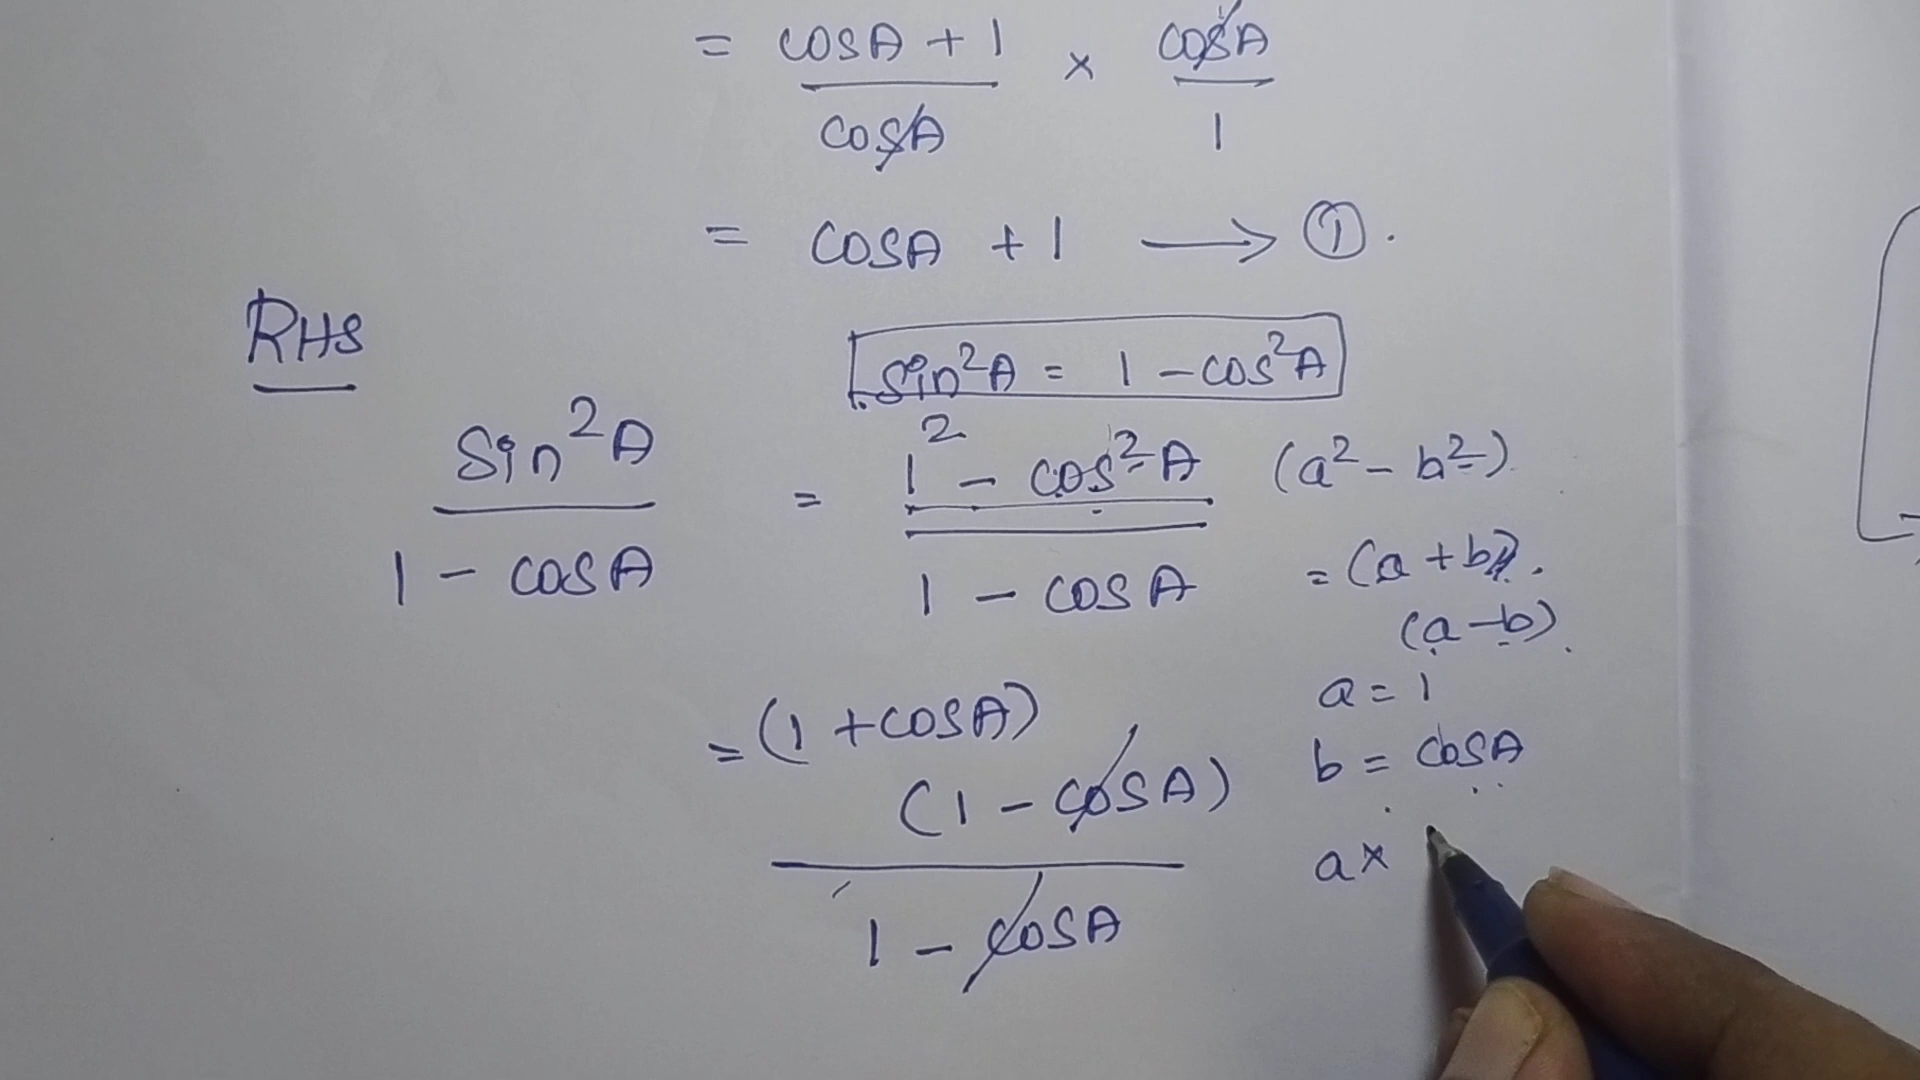 = cosA + 1 × cosA
cosA 1
= cosA + 1 → ①.
RHS
sin²A = 1 - cos²A
Sin²A = 1² - cos²A (a² - b²)
1 - cosA 1 - cosA = (a + b).
(a - b).
a = 1
= (1 + cosA)
b = cosA
(1 - cosA)
a ×
1 - cosA